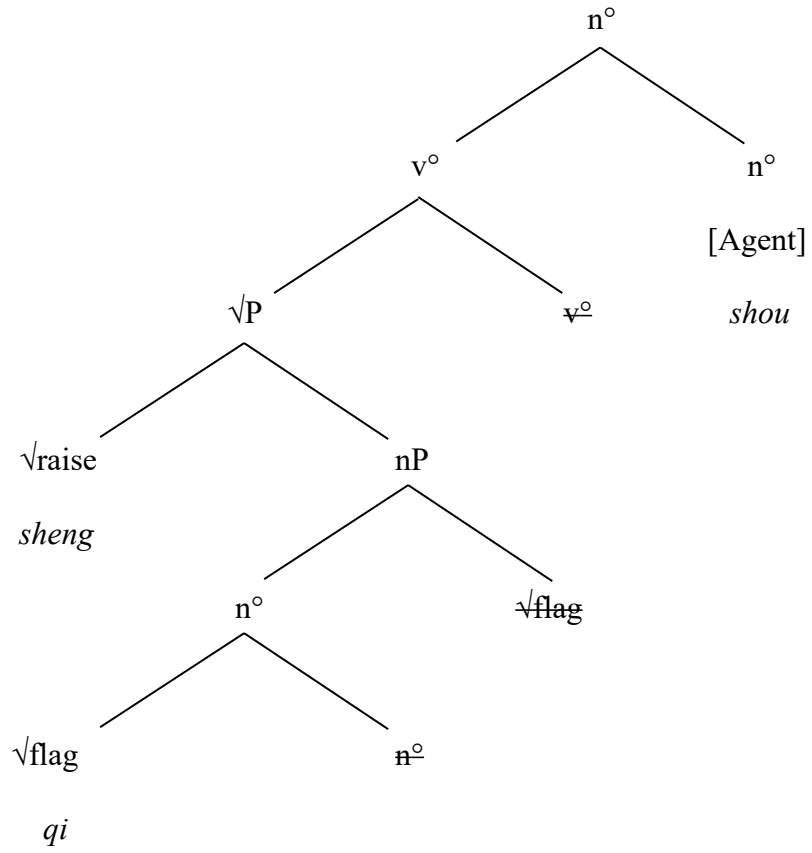 n°
v° n°
[Agent]
√P v° shou
√raise nP
sheng
n° √flag
√flag n°
qi